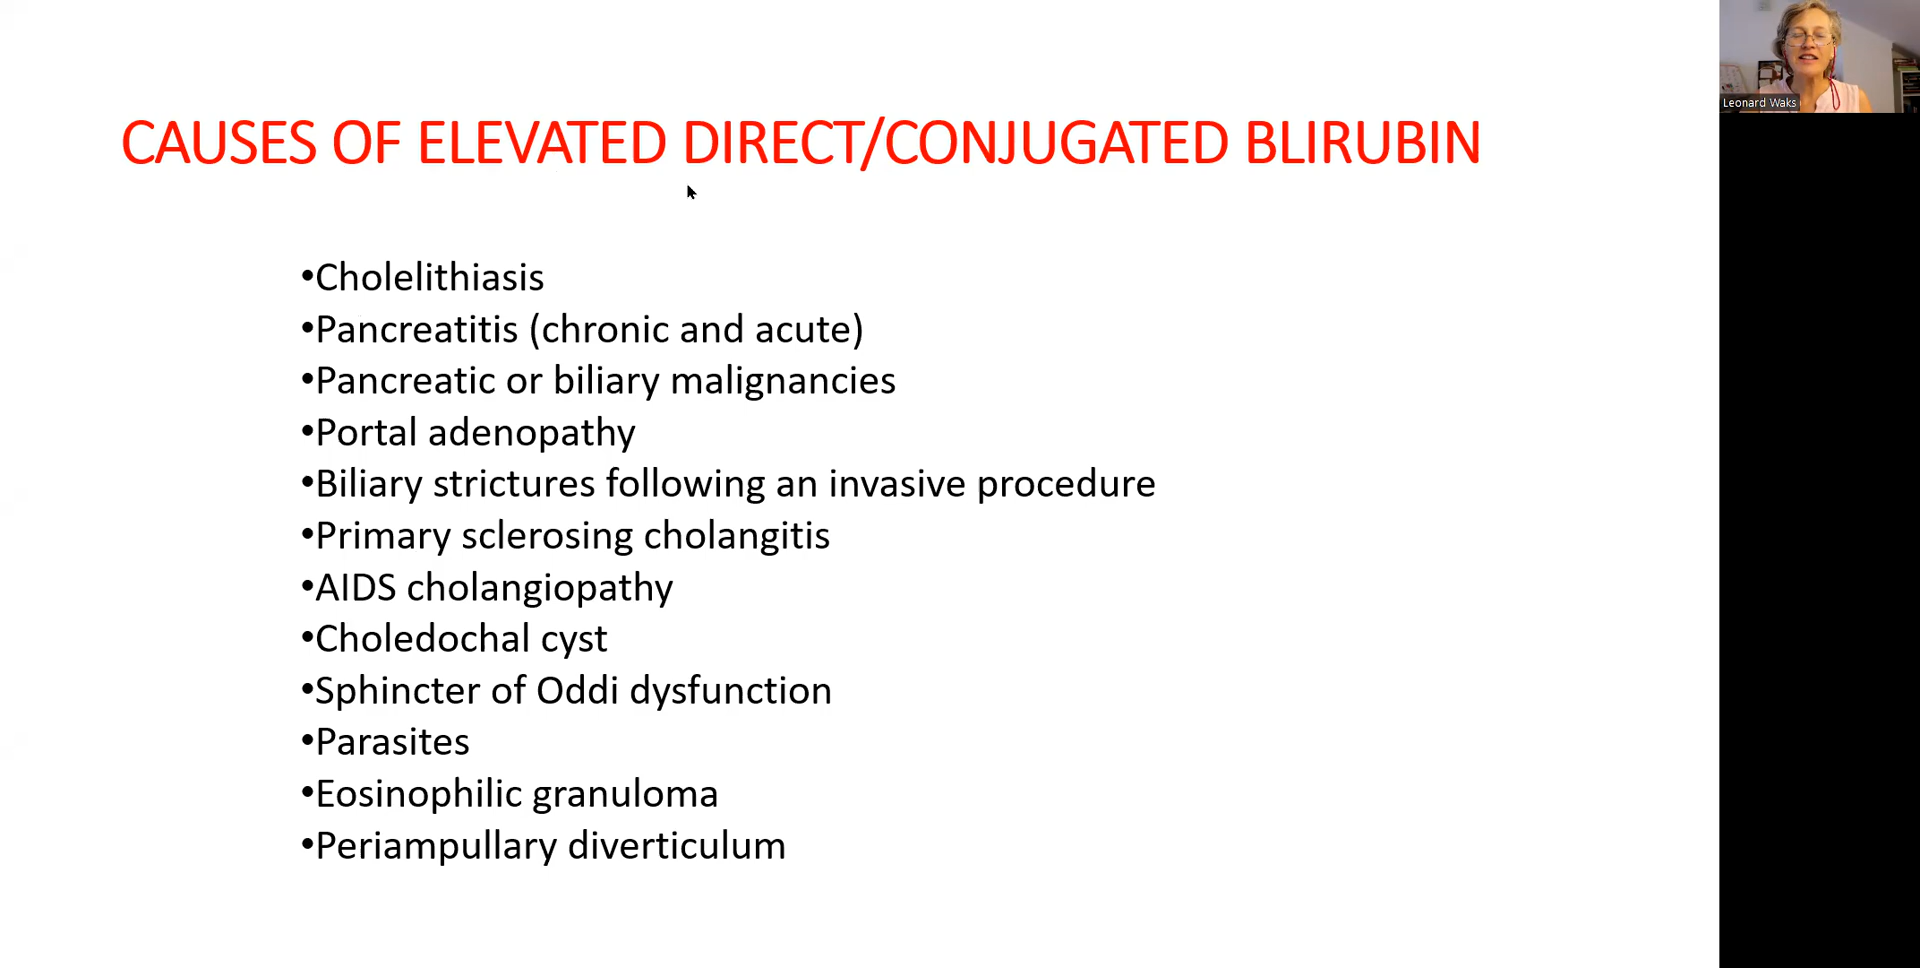 CAUSES OF ELEVATED DIRECT/CONJUGATED BLIRUBIN
•Cholelithiasis
•Pancreatitis (chronic and acute)
•Pancreatic or biliary malignancies
•Portal adenopathy
•Biliary strictures following an invasive procedure
•Primary sclerosing cholangitis
•AIDS cholangiopathy
•Choledochal cyst
•Sphincter of Oddi dysfunction
•Parasites
•Eosinophilic granuloma
•Periampullary diverticulum
Leonard Waks